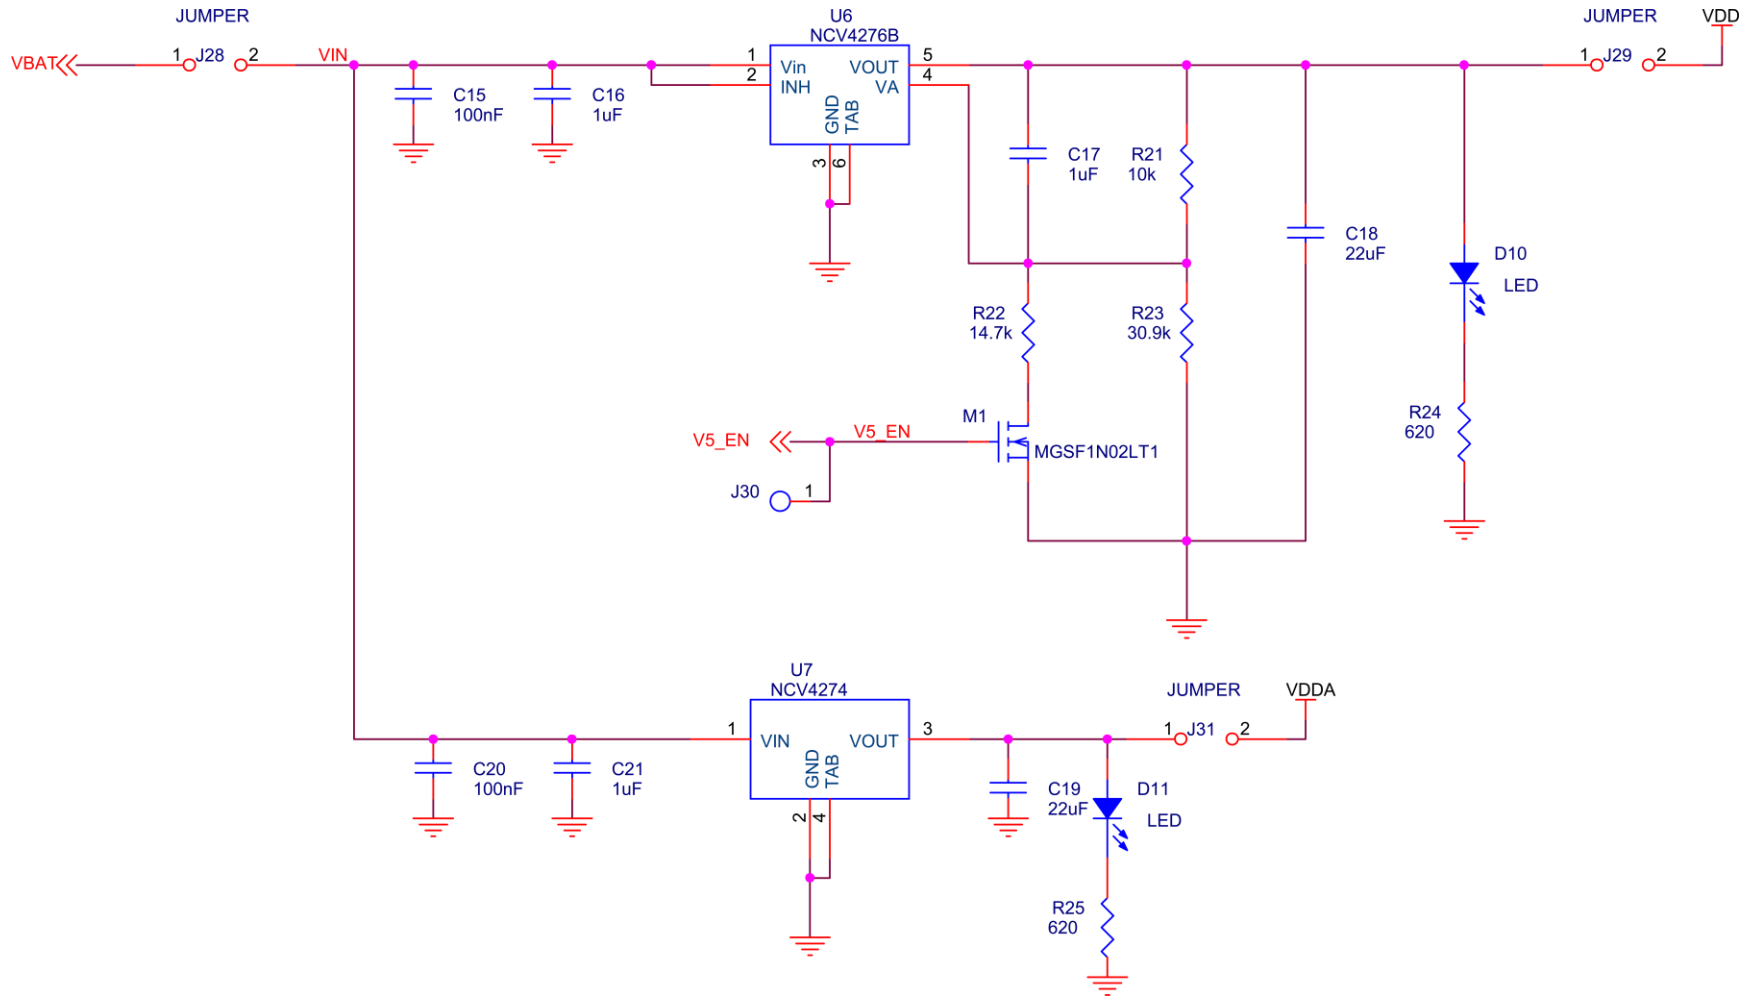 JUMPER
U6
JUMPER
VDD
NCV4276B
VBAT
1
J28
2
VIN
1
Vin
VOUT
5
1
J29
2
2
INH
VA
4
GND
TAB
C15
100nF
C16
1uF
3
6
C17
1uF
R21
10k
C18
22uF
D10
LED
R22
14.7k
R23
30.9k
M1
R24
620
V5_EN
V5_EN
MGSF1N02LT1
J30
1
U7
NCV4274
JUMPER
VDDA
1
VIN
VOUT
3
1
J31
2
GND
TAB
C20
100nF
C21
1uF
C19
22uF
D11
LED
2
4
R25
620